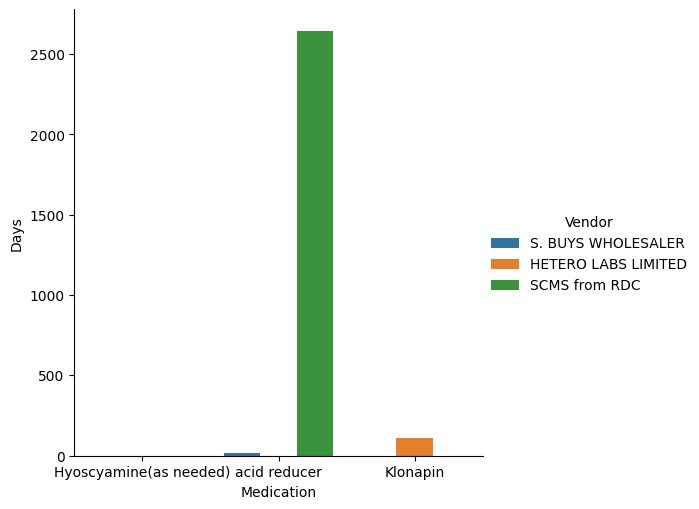 2500
2000
1500
1000
500
0
Days
Hyoscyamine(as needed) acid reducer Klonapin
Medication
Vendor
S. BUYS WHOLESALER
HETERO LABS LIMITED
SCMS from RDC